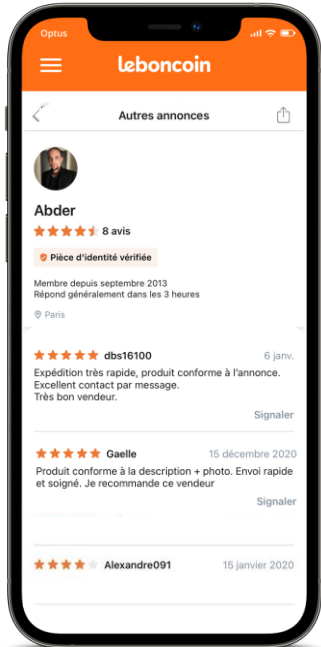 Optus
leboncoin
Autres annonces
Abder
8 avis
Pièce d'identité vérifiée
Membre depuis septembre 2013
Répond généralement dans les 3 heures
Paris
dbs16100 6 janv.
Expédition très rapide, produit conforme à l'annonce.
Excellent contact par message.
Très bon vendeur.
Signaler
Gaelle 15 décembre 2020
Produit conforme à la description + photo. Envoi rapide
et soigné. Je recommande ce vendeur
Signaler
Alexandre091 15 janvier 2020